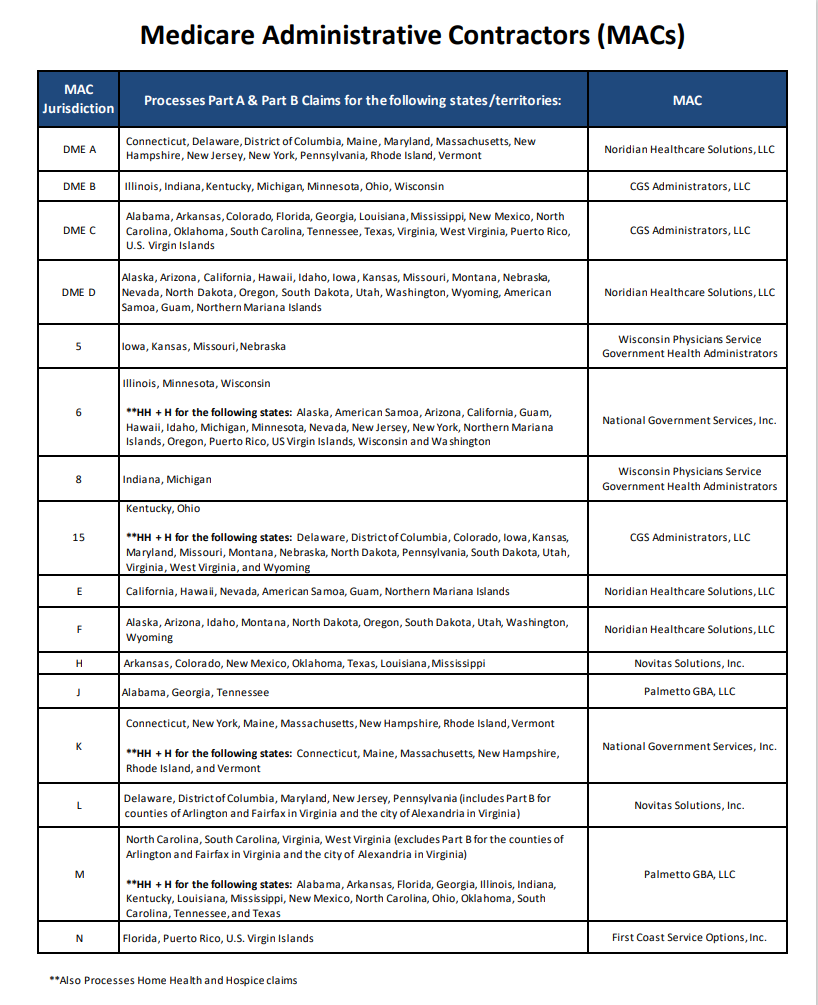 Medicare Administrative Contractors (MACs)
MAC
Jurisdiction
Processes Part A & Part B Claims for the following states/territories:
MAC
DME A
Connecticut, Delaware, District of Columbia, Maine, Maryland, Massachusetts, New
Hampshire, New Jersey, New York, Pennsylvania, Rhode Island, Vermont
Noridian Healthcare Solutions, LLC
DME B
Illinois, Indiana, Kentucky, Michigan, Minnesota, Ohio, Wisconsin
CGS Administrators, LLC
DME C
Alabama, Arkansas, Colorado, Florida, Georgia, Louisiana, Mississippi, New Mexico, North
Carolina, Oklahoma, South Carolina, Tennessee, Texas, Virginia, West Virginia, Puerto Rico,
U.S. Virgin Islands
CGS Administrators, LLC
DME D
Alaska, Arizona, California, Hawaii, Idaho, Iowa, Kansas, Missouri, Montana, Nebraska,
Nevada, North Dakota, Oregon, South Dakota, Utah, Washington, Wyoming, American
Samoa, Guam, Northern Mariana Islands
Noridian Healthcare Solutions, LLC
5
Iowa, Kansas, Missouri, Nebraska
Wisconsin Physicians Service
Government Health Administrators
6
Illinois, Minnesota, Wisconsin
**HH + H for the following states: Alaska, American Samoa, Arizona, California, Guam,
Hawaii, Idaho, Michigan, Minnesota, Nevada, New Jersey, New York, Northern Mariana
Islands, Oregon, Puerto Rico, US Virgin Islands, Wisconsin and Washington
National Government Services, Inc.
8
Indiana, Michigan
Wisconsin Physicians Service
Government Health Administrators
15
Kentucky, Ohio
**HH + H for the following states: Delaware, District of Columbia, Colorado, Iowa, Kansas,
Maryland, Missouri, Montana, Nebraska, North Dakota, Pennsylvania, South Dakota, Utah,
Virginia, West Virginia, and Wyoming
CGS Administrators, LLC
E
California, Hawaii, Nevada, American Samoa, Guam, Northern Mariana Islands
Noridian Healthcare Solutions, LLC
F
Alaska, Arizona, Idaho, Montana, North Dakota, Oregon, South Dakota, Utah, Washington,
Wyoming
Noridian Healthcare Solutions, LLC
H
Arkansas, Colorado, New Mexico, Oklahoma, Texas, Louisiana, Mississippi
Novitas Solutions, Inc.
J
Alabama, Georgia, Tennessee
Palmetto GBA, LLC
K
Connecticut, New York, Maine, Massachusetts, New Hampshire, Rhode Island, Vermont
**HH + H for the following states: Connecticut, Maine, Massachusetts, New Hampshire,
Rhode Island, and Vermont
National Government Services, Inc.
L
Delaware, District of Columbia, Maryland, New Jersey, Pennsylvania (includes Part B for
counties of Arlington and Fairfax in Virginia and the city of Alexandria in Virginia)
Novitas Solutions, Inc.
M
North Carolina, South Carolina, Virginia, West Virginia (excludes Part B for the counties of
Arlington and Fairfax in Virginia and the city of Alexandria in Virginia)
**HH + H for the following states: Alabama, Arkansas, Florida, Georgia, Illinois, Indiana,
Kentucky, Louisiana, Mississippi, New Mexico, North Carolina, Ohio, Oklahoma, South
Carolina, Tennessee, and Texas
Palmetto GBA, LLC
N
Florida, Puerto Rico, U.S. Virgin Islands
First Coast Service Options, Inc.
**Also Processes Home Health and Hospice claims